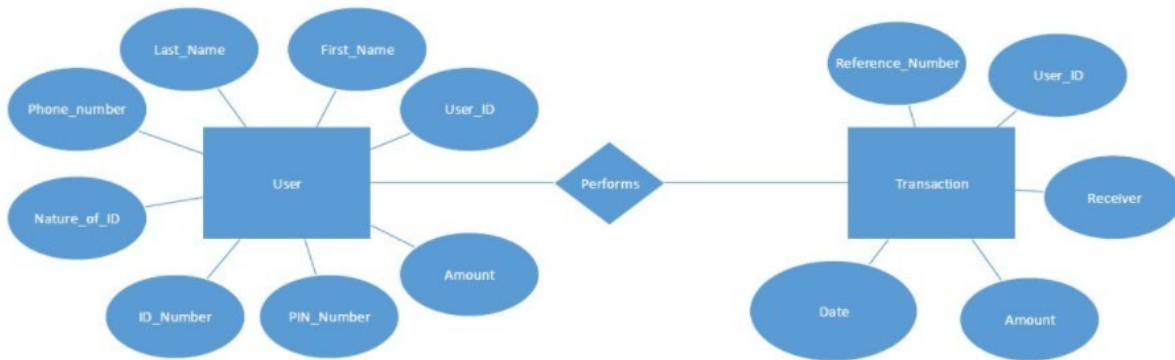 Last_Name
First_Name
Reference_Number
User_ID
Phone_number
User_ID
User
Performs
Transaction
Receiver
Nature_of_ID
Amount
ID_Number
PIN_Number
Date
Amount